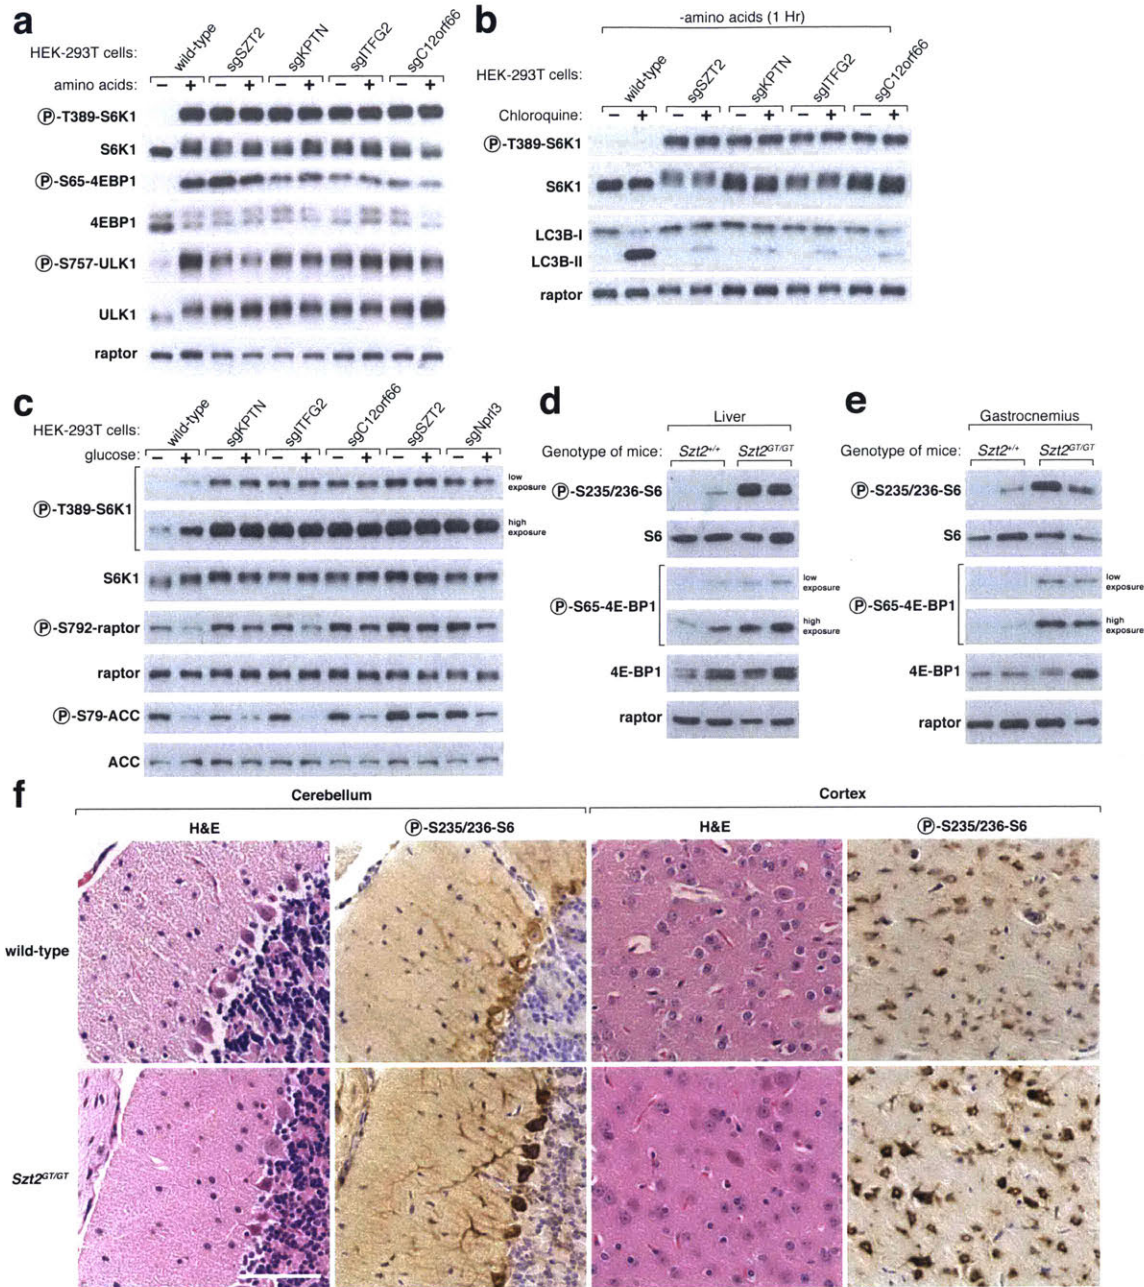 a
HEK-293T cells: wild-type sgSZT2 sgKPTN sgITFG2 sgC12orf66
amino acids: − + − + − + − + − +
Ⓟ-T389-S6K1
S6K1
Ⓟ-S65-4EBP1
4EBP1
Ⓟ-S757-ULK1
ULK1
raptor
b
-amino acids (1 Hr)
HEK-293T cells: wild-type sgSZT2 sgKPTN sgITFG2 sgC12orf66
Chloroquine: − + − + − + − + − +
Ⓟ-T389-S6K1
S6K1
LC3B-I
LC3B-II
raptor
c
HEK-293T cells: wild-type sgKPTN sgITFG2 sgC12orf66 sgSZT2 sgNprl3
glucose: − + − + − + − + − + − +
Ⓟ-T389-S6K1
low exposure
high exposure
S6K1
Ⓟ-S792-raptor
raptor
Ⓟ-S79-ACC
ACC
d
Liver
Genotype of mice: Szt2+/+ Szt2GT/GT
Ⓟ-S235/236-S6
S6
Ⓟ-S65-4E-BP1
low exposure
high exposure
4E-BP1
raptor
e
Gastrocnemius
Genotype of mice: Szt2+/+ Szt2GT/GT
Ⓟ-S235/236-S6
S6
Ⓟ-S65-4E-BP1
low exposure
high exposure
4E-BP1
raptor
f
Cerebellum Cortex
H&E Ⓟ-S235/236-S6 H&E Ⓟ-S235/236-S6
wild-type
Szt2GT/GT